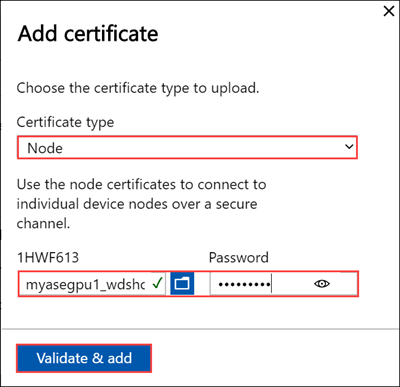 Add certificate
Choose the certificate type to upload.
Certificate type
Node
Use the node certificates to connect to
individual device nodes over a secure
channel.
1HWF613 Password
myasegpu1_wdshc •••••••••
Validate & add